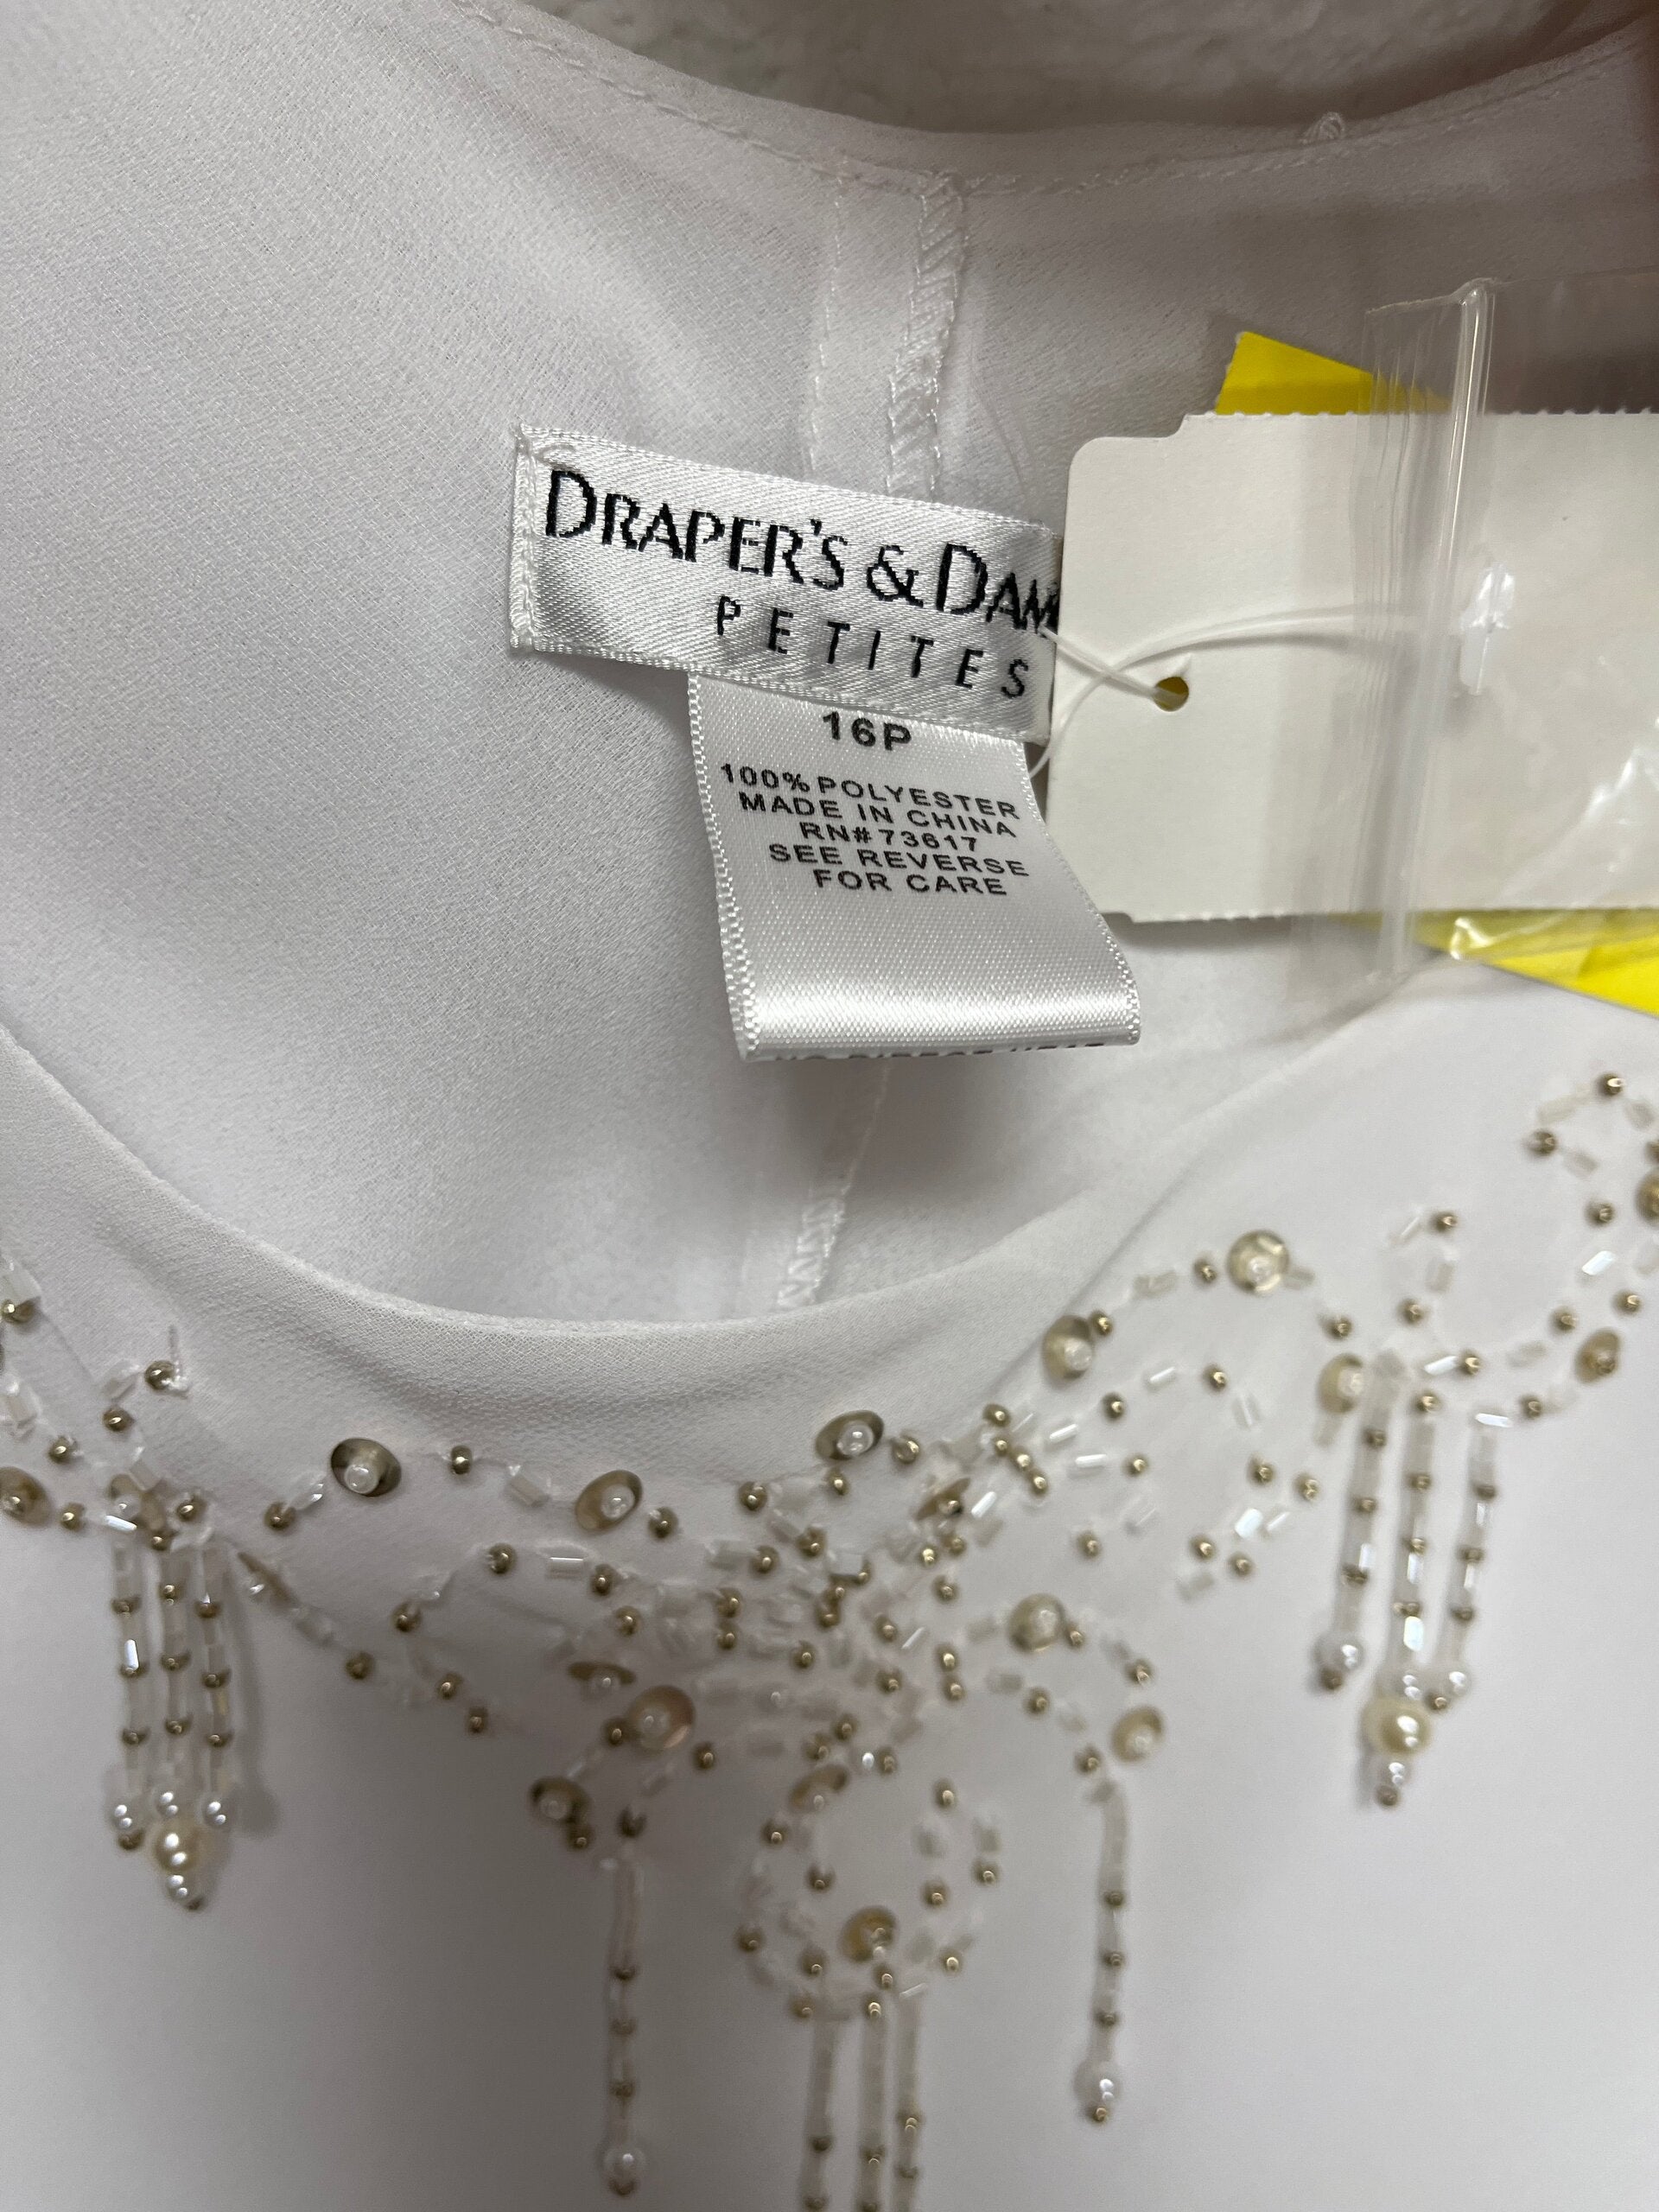 DRAPER'S & DAM
PETITES
16P
100% POLYESTER
MADE IN CHINA
RN# 73617
SEE REVERSE
FOR CARE